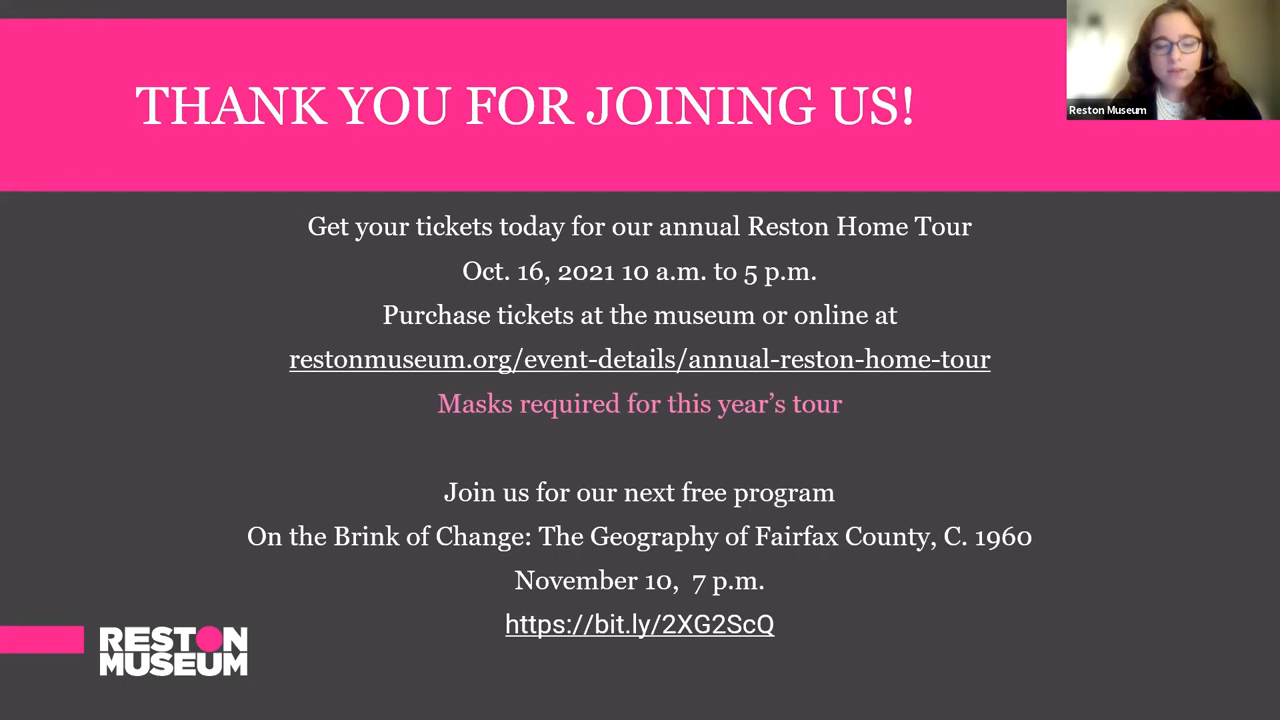 THANK YOU FOR JOINING US!
Reston Museum
Get your tickets today for our annual Reston Home Tour
Oct. 16, 2021 10 a.m. to 5 p.m.
Purchase tickets at the museum or online at
restonmuseum.org/event-details/annual-reston-home-tour
Masks required for this year’s tour
Join us for our next free program
On the Brink of Change: The Geography of Fairfax County, C. 1960
November 10, 7 p.m.
https://bit.ly/2XG2ScQ
RESTON
MUSEUM